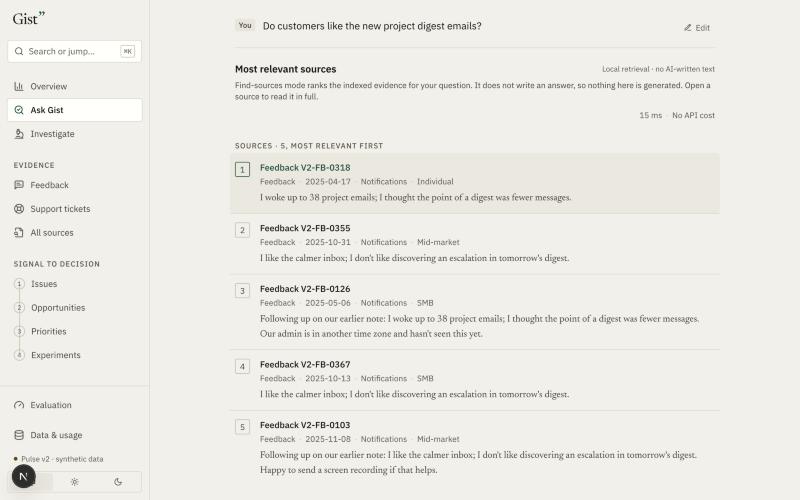 Gist”
Search or jump... ⌘K
Overview
Ask Gist
Investigate
EVIDENCE
Feedback
Support tickets
All sources
SIGNAL TO DECISION
1 Issues
2 Opportunities
3 Priorities
4 Experiments
Evaluation
Data & usage
Pulse v2 · synthetic data
N
You Do customers like the new project digest emails? Edit
Most relevant sources Local retrieval · no AI-written text
Find-sources mode ranks the indexed evidence for your question. It does not write an answer, so nothing here is generated. Open a
source to read it in full.
15 ms · No API cost
SOURCES · 5, MOST RELEVANT FIRST
1 Feedback V2-FB-0318
Feedback · 2025-04-17 · Notifications · Individual
I woke up to 38 project emails; I thought the point of a digest was fewer messages.
2 Feedback V2-FB-0355
Feedback · 2025-10-31 · Notifications · Mid-market
I like the calmer inbox; I don't like discovering an escalation in tomorrow's digest.
3 Feedback V2-FB-0126
Feedback · 2025-05-06 · Notifications · SMB
Following up on our earlier note: I woke up to 38 project emails; I thought the point of a digest was fewer messages.
Our admin is in another time zone and hasn't seen this yet.
4 Feedback V2-FB-0367
Feedback · 2025-10-13 · Notifications · SMB
I like the calmer inbox; I don't like discovering an escalation in tomorrow's digest.
5 Feedback V2-FB-0103
Feedback · 2025-11-08 · Notifications · Mid-market
Following up on our earlier note: I like the calmer inbox; I don't like discovering an escalation in tomorrow's digest.
Happy to send a screen recording if that helps.